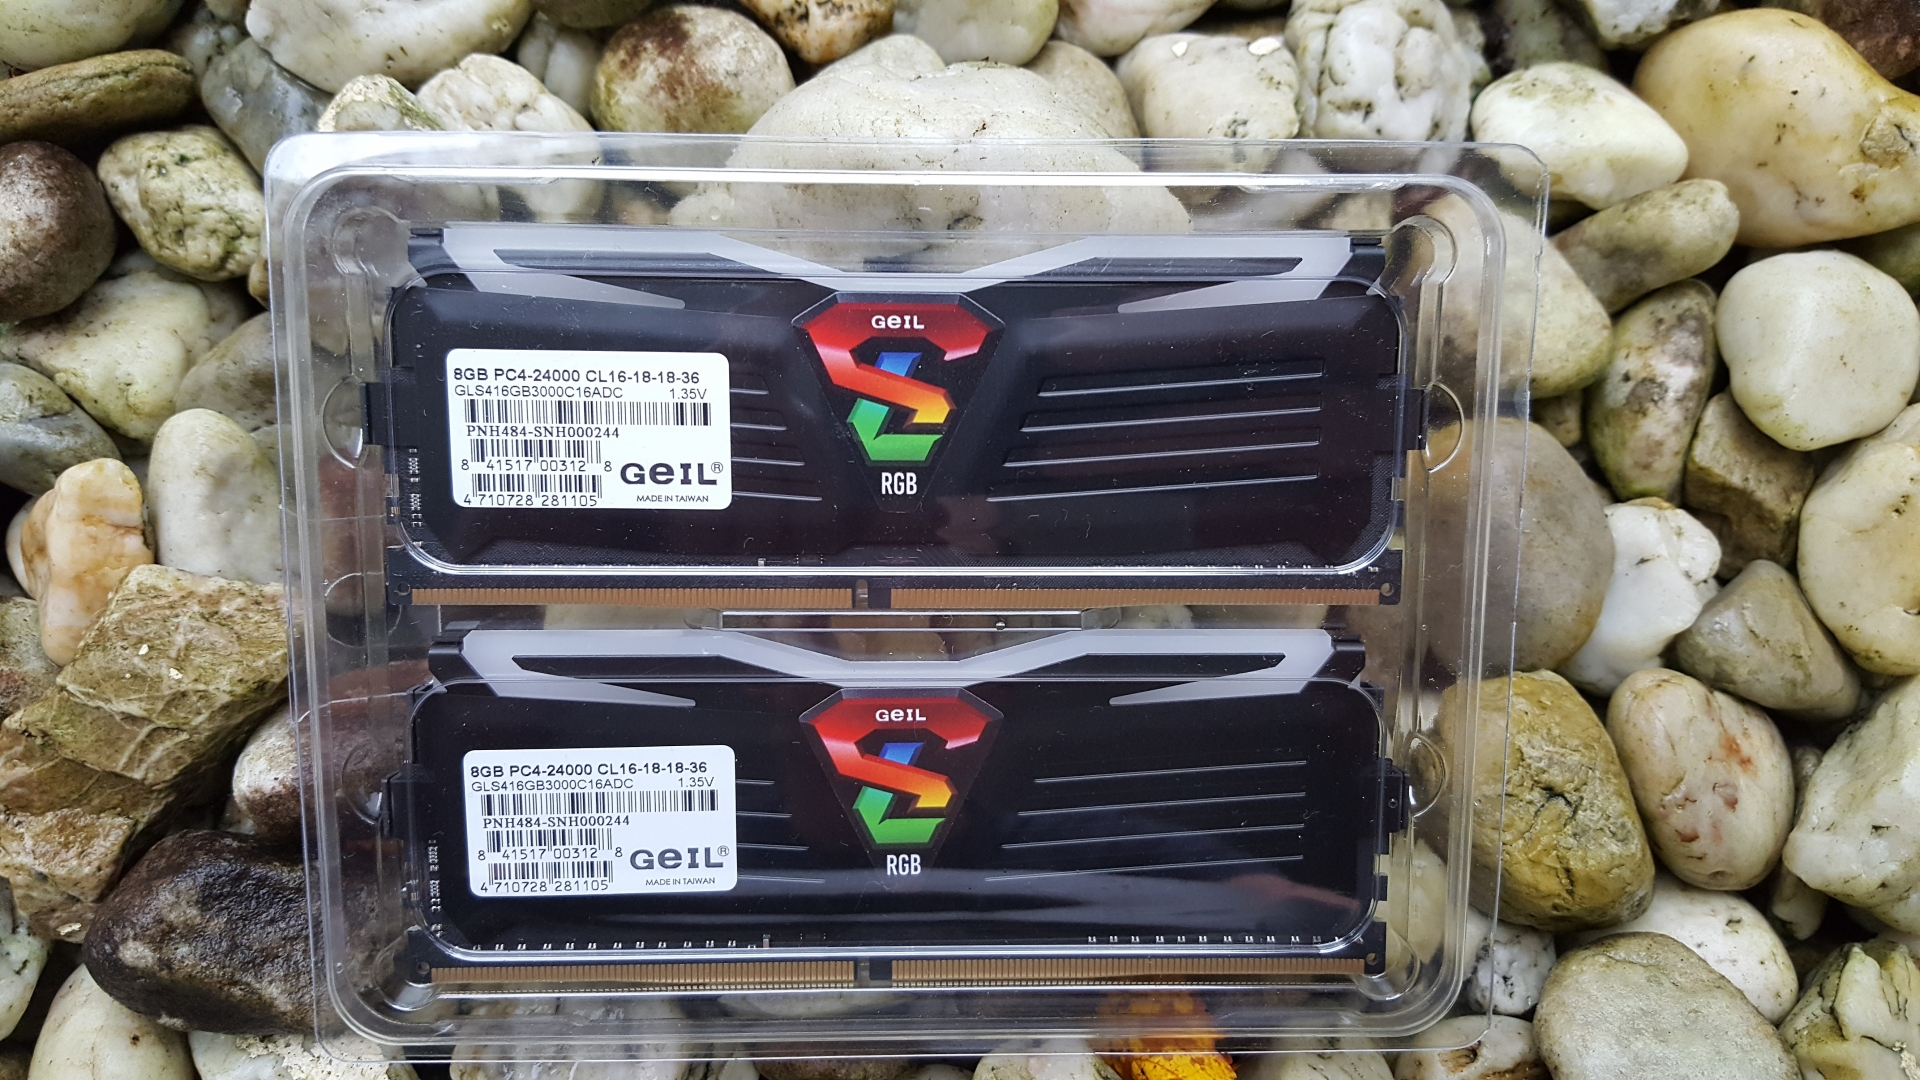 GeIL
RGB
8GB PC4-24000 CL16-18-18-36
GLS416GB3000C16ADC 1.35V
PNH484-SNH000244
8 41517 00312 8
GeIL®
4 710728 281105
MADE IN TAIWAN
GeIL
RGB
8GB PC4-24000 CL16-18-18-36
GLS416GB3000C16ADC 1.35V
PNH484-SNH000244
8 41517 00312 8
GeIL®
4 710728 281105
MADE IN TAIWAN